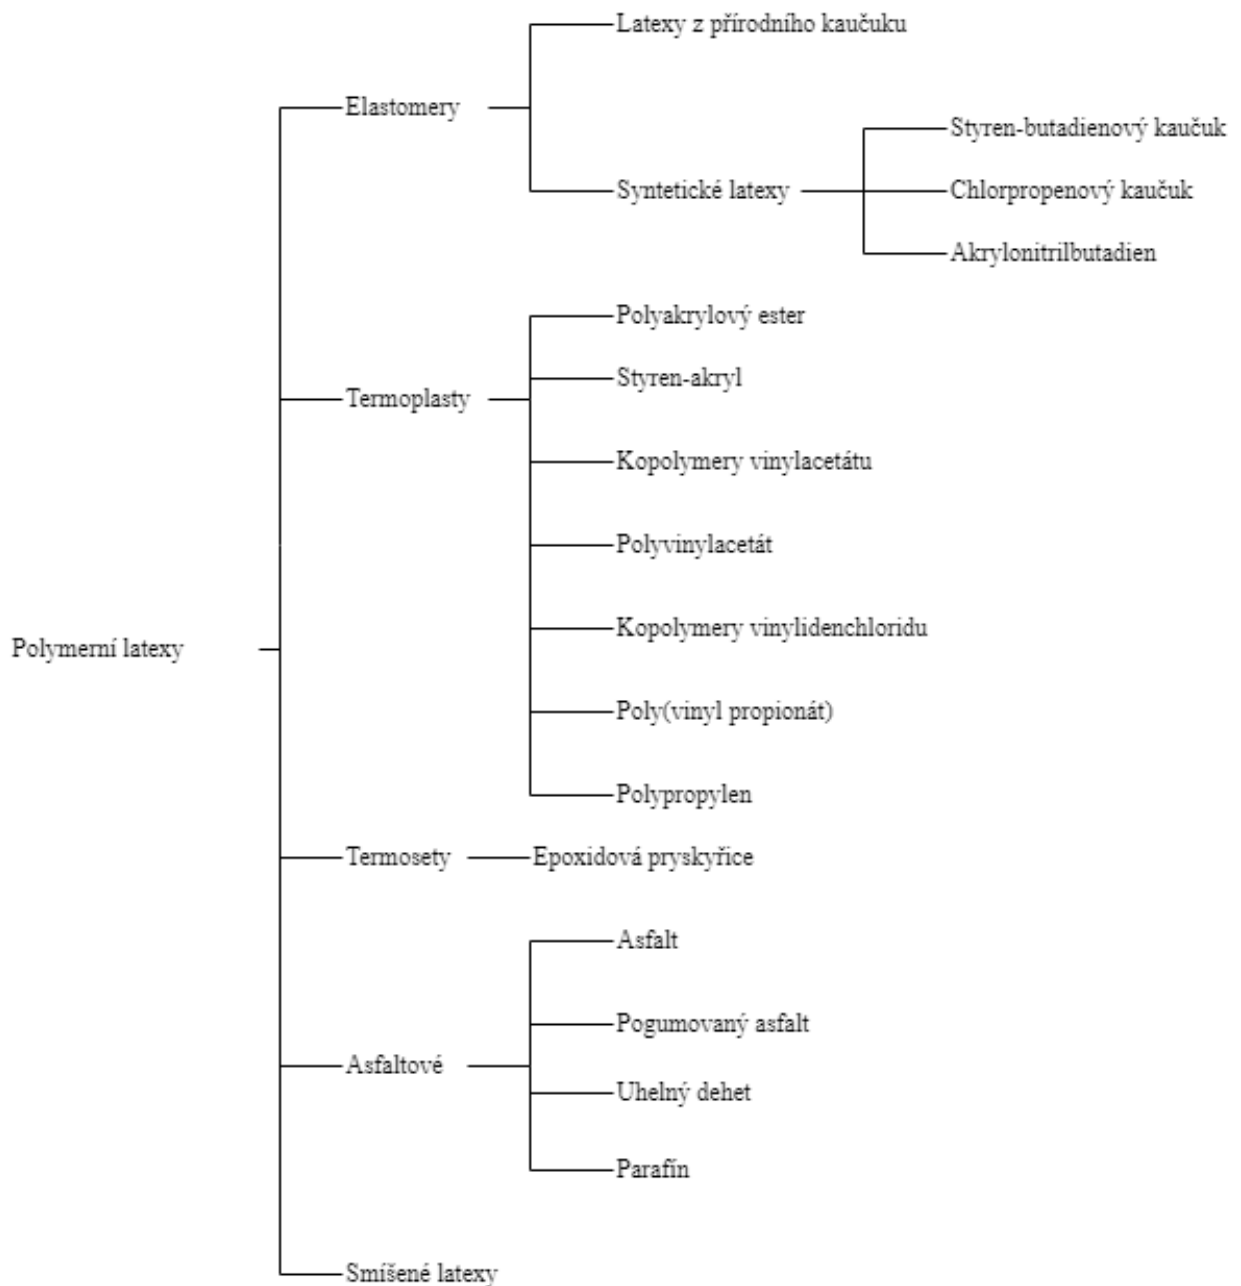 Latexy z přírodního kaučuku
Elastomery
Styren-butadienový kaučuk
Syntetické latexy
Chlorpropenový kaučuk
Akrylonitrilbutadien
Polyakrylový ester
Styren-akryl
Termoplasty
Kopolymery vinylacetátu
Polyvinylacetát
Kopolymery vinylidenchloridu
Polymerní latexy
Poly(vinyl propionát)
Polypropylen
Termosety
Epoxidová pryskyřice
Asfalt
Pogumovaný asfalt
Asfaltové
Uhelný dehet
Parafín
Smíšené latexy